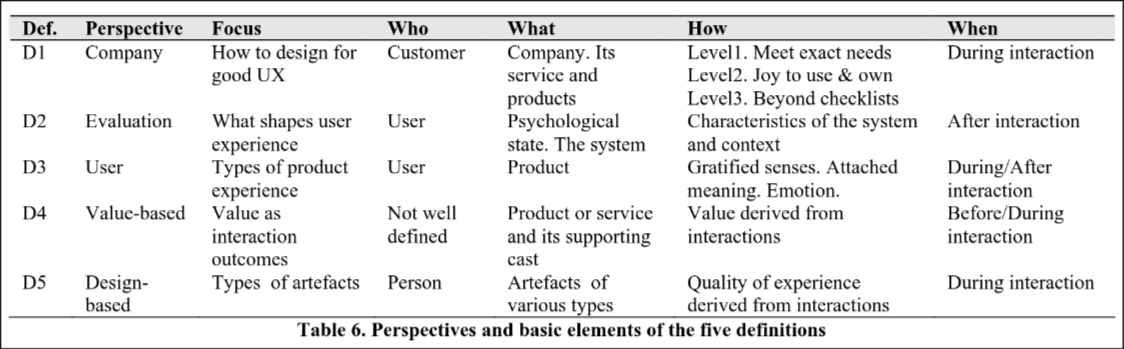 Def. Perspective Focus Who What How When
D1 Company How to design for Customer Company. Its Level1. Meet exact needs During interaction
good UX service and Level2. Joy to use & own
products Level3. Beyond checklists
D2 Evaluation What shapes user User Psychological Characteristics of the system After interaction
experience state. The system and context
D3 User Types of product User Product Gratified senses. Attached During/After
experience meaning. Emotion. interaction
D4 Value-based Value as Not well Product or service Value derived from Before/During
interaction defined and its supporting interactions interaction
outcomes cast
D5 Design- Types of artefacts Person Artefacts of Quality of experience During interaction
based various types derived from interactions
Table 6. Perspectives and basic elements of the five definitions